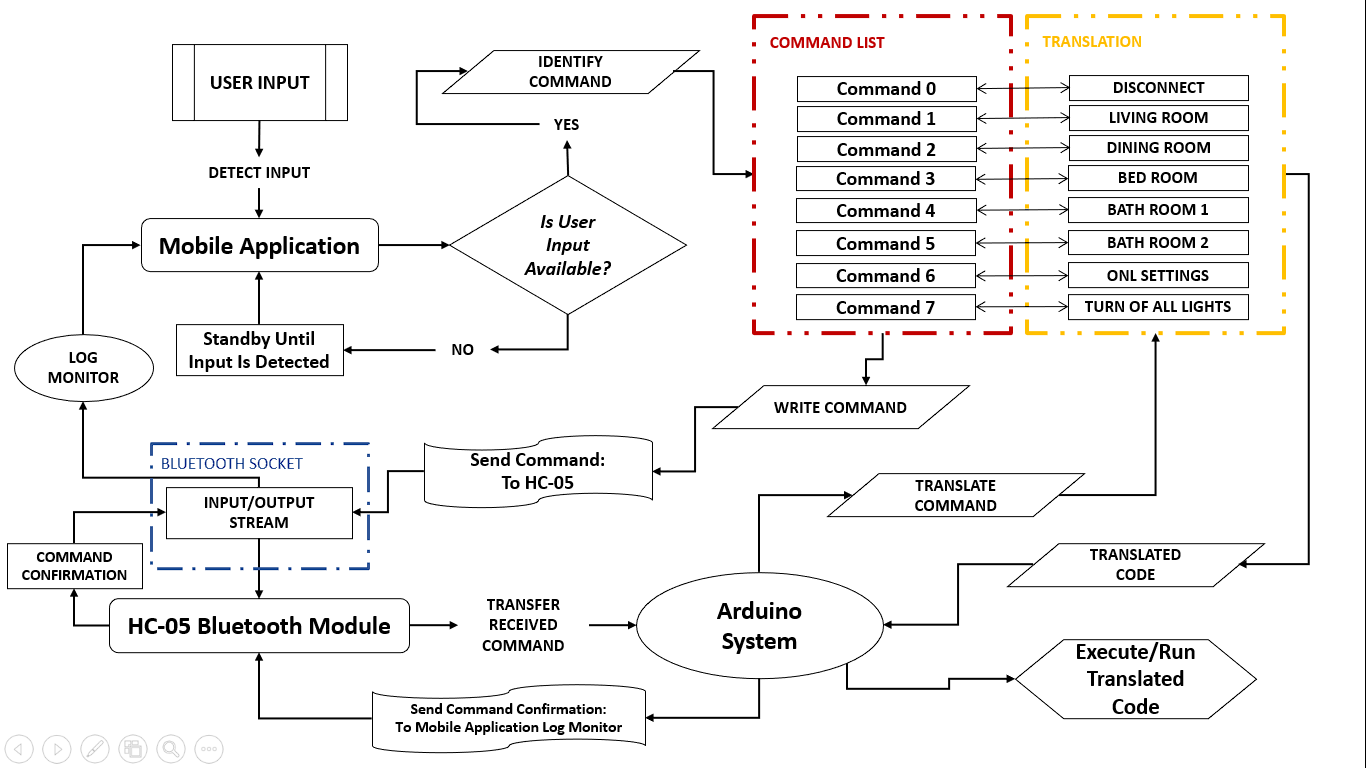 USER INPUT
DETECT INPUT
Mobile Application
Standby Until
Input Is Detected
LOG
MONITOR
Is User
Input
Available?
YES
NO
IDENTIFY
COMMAND
COMMAND LIST
Command 0
Command 1
Command 2
Command 3
Command 4
Command 5
Command 6
Command 7
TRANSLATION
DISCONNECT
LIVING ROOM
DINING ROOM
BED ROOM
BATH ROOM 1
BATH ROOM 2
ONL SETTINGS
TURN OF ALL LIGHTS
WRITE COMMAND
Send Command:
To HC-05
BLUETOOTH SOCKET
INPUT/OUTPUT
STREAM
COMMAND
CONFIRMATION
HC-05 Bluetooth Module
TRANSFER
RECEIVED
COMMAND
Arduino
System
TRANSLATE
COMMAND
TRANSLATED
CODE
Execute/Run
Translated
Code
Send Command Confirmation:
To Mobile Application Log Monitor